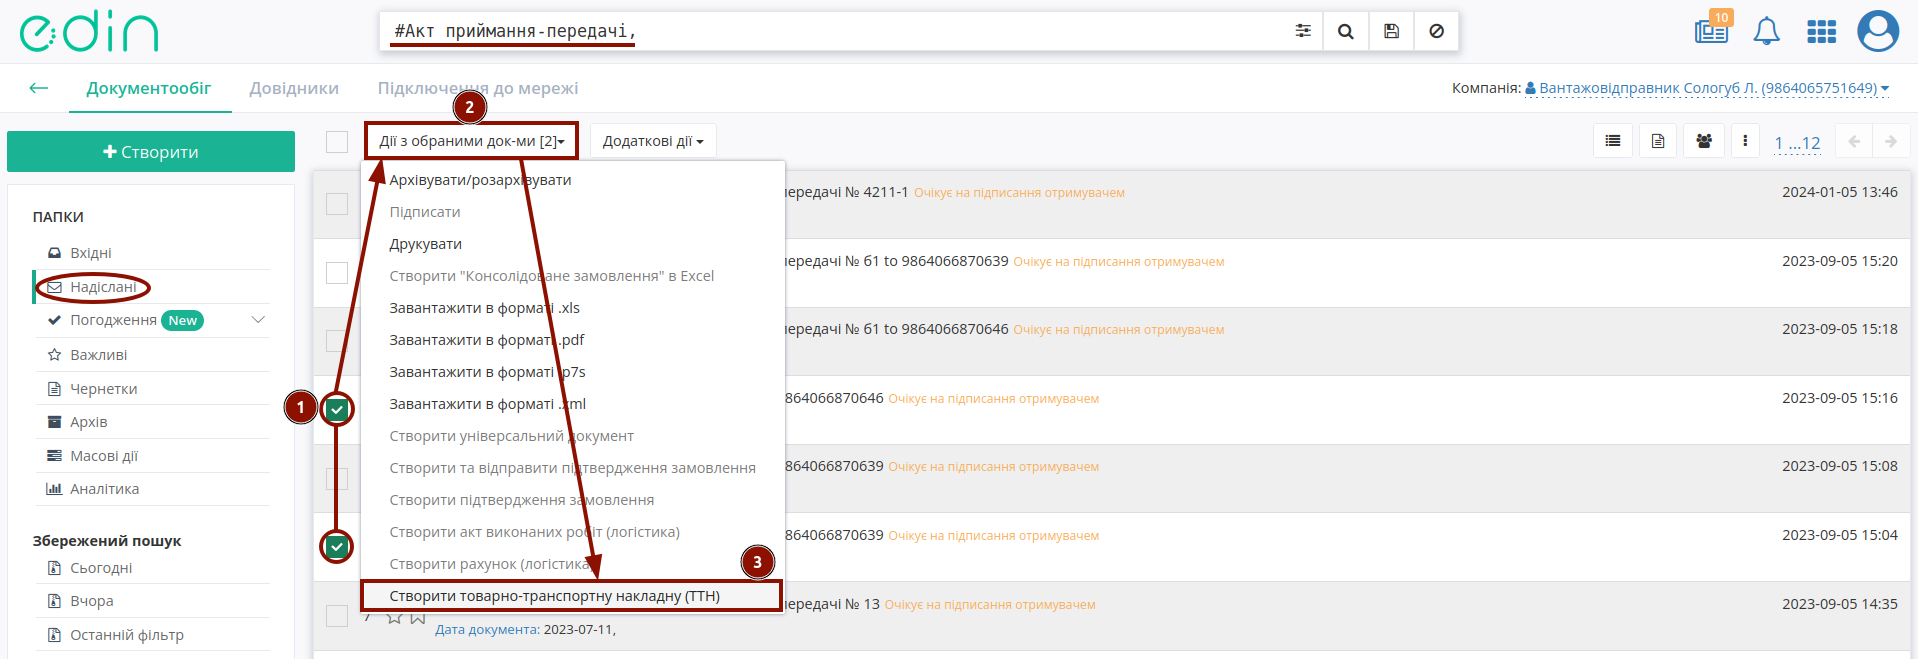 edin
#Акт приймання-передачі,
10
Документообіг
Довідники
Підключення до мережі
Компанія: Вантажовідправник Сологуб Л. (9864065751649)
2
Створити
Дії з обраними док-ми [2]
Додаткові дії
1 ...12
ПАПКИ
Вхідні
Надіслані
Погодження New
Важливі
Чернетки
Архів
Масові дії
Аналітика
Збережений пошук
Сьогодні
Вчора
Останній фільтр
1
Архівувати/розархівувати
Підписати
Друкувати
Створити "Консолідоване замовлення" в Excel
Завантажити в форматі .xls
Завантажити в форматі .pdf
Завантажити в форматі .p7s
Завантажити в форматі .xml
Створити універсальний документ
Створити та відправити підтвердження замовлення
Створити підтвердження замовлення
Створити акт виконаних робіт (логістика)
Створити рахунок (логістика)
3
Створити товарно-транспортну накладну (ТТН)
ередачі № 4211-1 Очікує на підписання отримувачем 2024-01-05 13:46
ередачі № 61 to 9864066870639 Очікує на підписання отримувачем 2023-09-05 15:20
ередачі № 61 to 9864066870646 Очікує на підписання отримувачем 2023-09-05 15:18
864066870646 Очікує на підписання отримувачем 2023-09-05 15:16
864066870639 Очікує на підписання отримувачем 2023-09-05 15:08
864066870639 Очікує на підписання отримувачем 2023-09-05 15:04
ередачі № 13 Очікує на підписання отримувачем 2023-09-05 14:35
7
Дата документа: 2023-07-11,